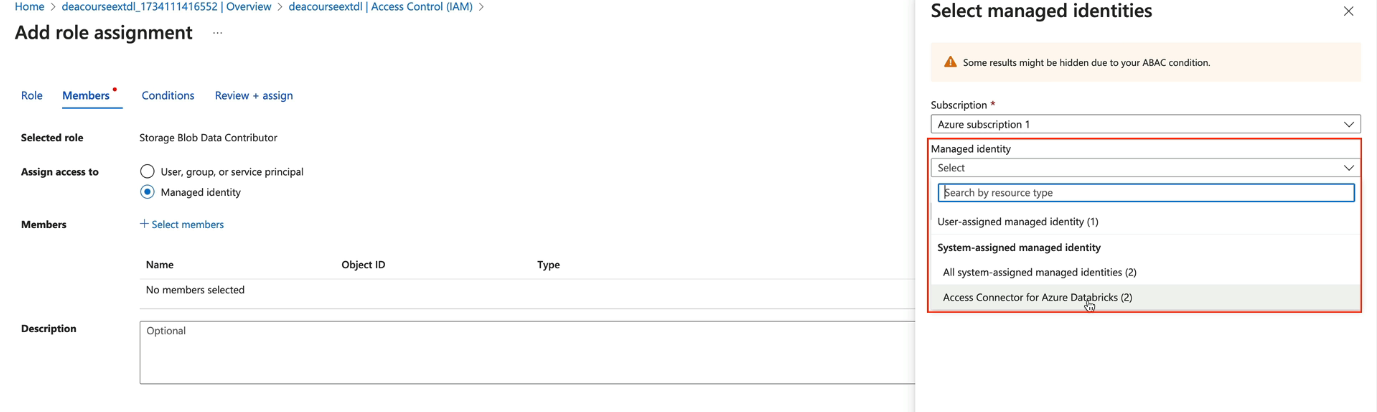 Home > deacourseextdl_1734111416552 | Overview > deacourseextdl | Access Control (IAM) >
Add role assignment ...
Role Members Conditions Review + assign
Selected role Storage Blob Data Contributor
Assign access to User, group, or service principal
Managed identity
Members + Select members
Name Object ID Type
No members selected
Description Optional
Select managed identities
Some results might be hidden due to your ABAC condition.
Subscription *
Azure subscription 1
Managed identity
Select
Search by resource type
User-assigned managed identity (1)
System-assigned managed identity
All system-assigned managed identities (2)
Access Connector for Azure Databricks (2)